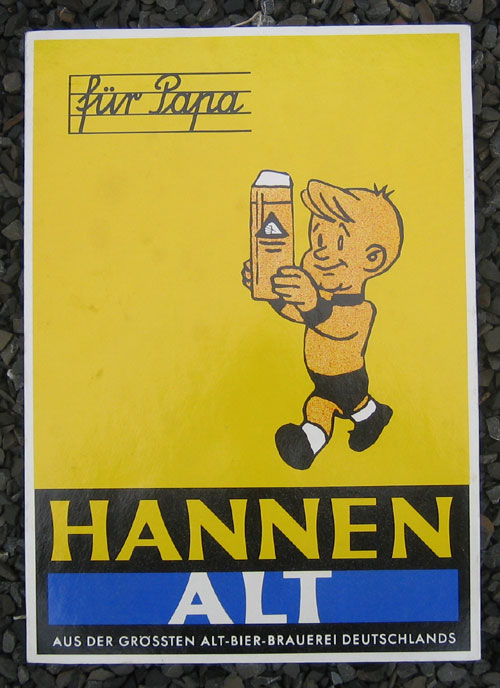 für Papa
HANNEN
ALT
AUS DER GRÖSSTEN ALT-BIER-BRAUEREI DEUTSCHLANDS